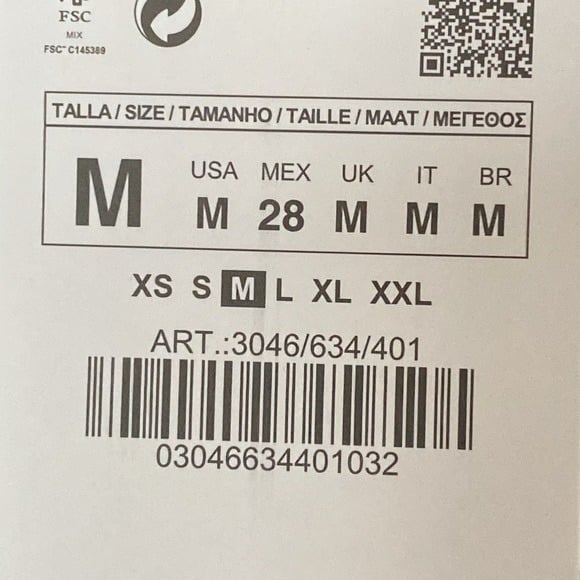 FSC
MIX
FSC™ C145389
TALLA / SIZE / TAMANHO / TAILLE / MAAT / ΜΕΓΕΘΟΣ
M USA MEX UK IT BR
M 28 M M M
XS S M L XL XXL
ART.:3046/634/401
03046634401032